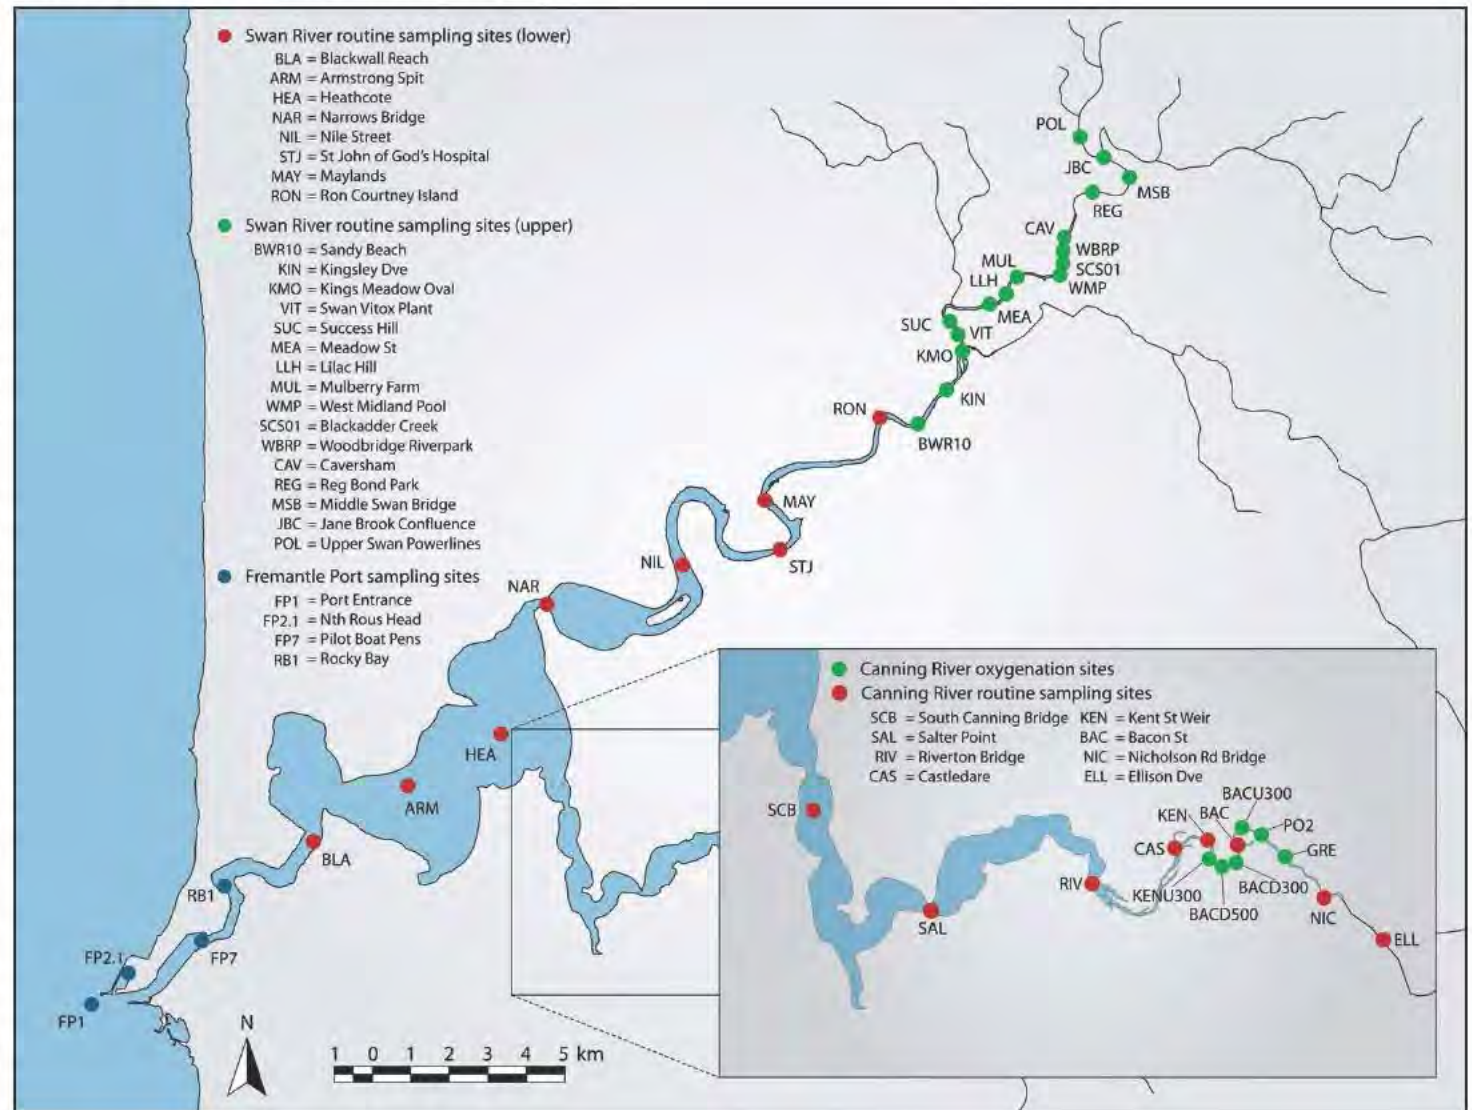 Swan River routine sampling sites (lower)
BLA = Blackwall Reach
ARM = Armstrong Spit
HEA = Heathcote
NAR = Narrows Bridge
NIL = Nile Street
STJ = St John of God's Hospital
MAY = Maylands
RON = Ron Courtney Island
Swan River routine sampling sites (upper)
BWR10 = Sandy Beach
KIN = Kingsley Dve
KMO = Kings Meadow Oval
VIT = Swan Vitox Plant
SUC = Success Hill
MEA = Meadow St
LLH = Lilac Hill
MUL = Mulberry Farm
WMP = West Midland Pool
SCS01 = Blackadder Creek
WBRP = Woodbridge Riverpark
CAV = Caversham
REG = Reg Bond Park
MSB = Middle Swan Bridge
JBC = Jane Brook Confluence
POL = Upper Swan Powerlines
Fremantle Port sampling sites
FP1 = Port Entrance
FP2.1 = Nth Rous Head
FP7 = Pilot Boat Pens
RB1 = Rocky Bay
POL
JBC
MSB
REG
CAV
WBRP
MUL
SCS01
LLH
WMP
MEA
SUC
VIT
KMO
KIN
RON
BWR10
MAY
NIL
STJ
NAR
HEA
ARM
BLA
RB1
FP7
FP2.1
FP1
N
1 0 1 2 3 4 5 km
Canning River oxygenation sites
Canning River routine sampling sites
SCB = South Canning Bridge KEN = Kent St Weir
SAL = Salter Point BAC = Bacon St
RIV = Riverton Bridge NIC = Nicholson Rd Bridge
CAS = Castledare ELL = Ellison Dve
BACU300
SCB
KEN
BAC
PO2
CAS
GRE
RIV
KENU300
BACD300
BACD500
SAL
NIC
ELL